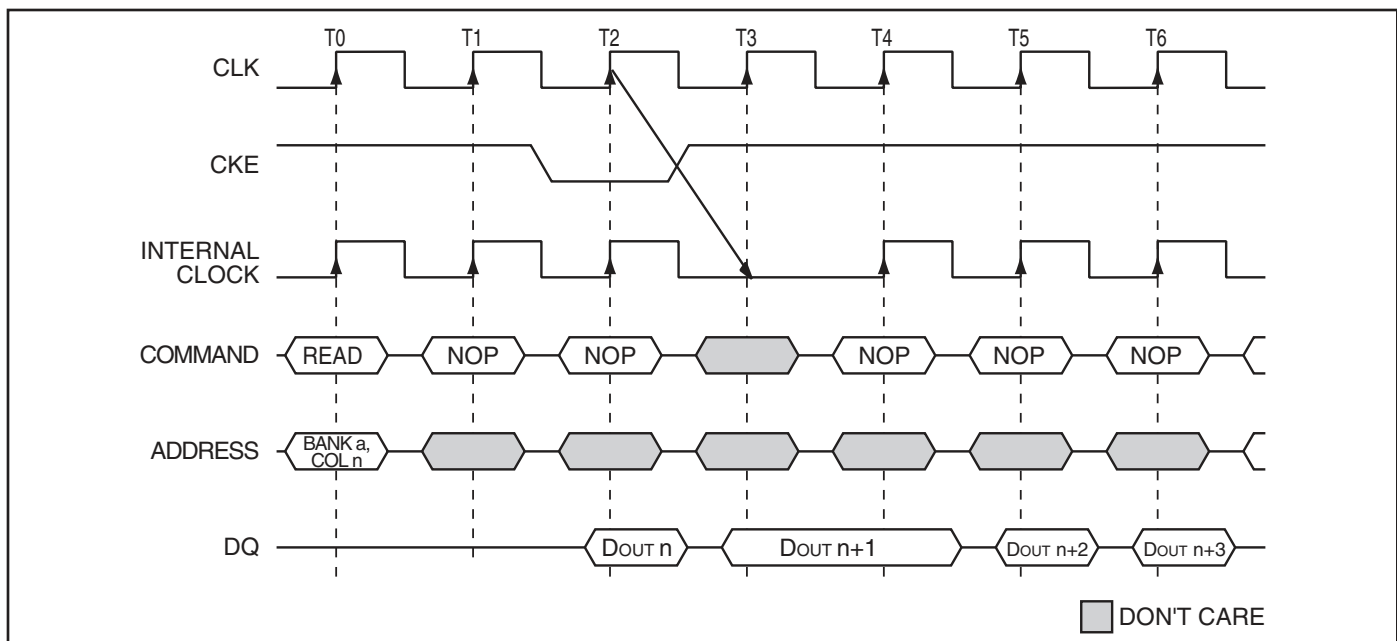 T0 T1 T2 T3 T4 T5 T6
CLK
CKE
INTERNAL
CLOCK
COMMAND READ NOP NOP NOP NOP NOP
ADDRESS BANK a,
COL n
DQ DOUT n DOUT n+1 DOUT n+2 DOUT n+3
DON'T CARE